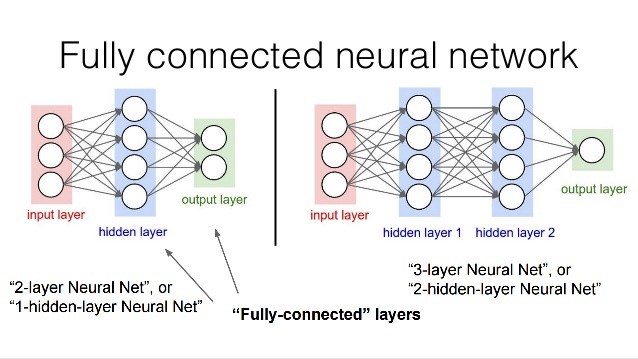 Fully connected neural network
input layer
hidden layer
output layer
input layer
hidden layer 1
hidden layer 2
output layer
“2-layer Neural Net”, or
“1-hidden-layer Neural Net”
“Fully-connected” layers
“3-layer Neural Net”, or
“2-hidden-layer Neural Net”